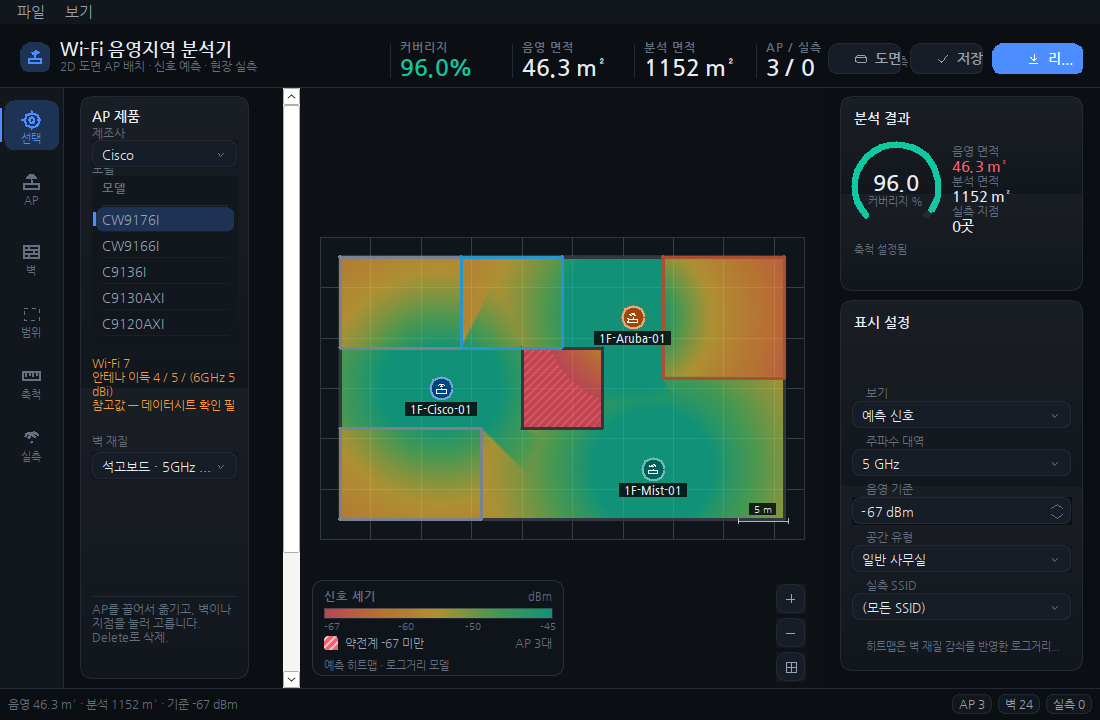 파일 보기
Wi-Fi 음영지역 분석기
2D 도면 AP 배치 · 신호 예측 · 현장 실측
커버리지
96.0%
음영 면적
46.3 m²
분석 면적
1152 m²
AP / 실측
3 / 0
도면
저장
리...
선택
AP
벽
범위
축척
실측
AP 제품
제조사
Cisco
모델
모델
CW9176I
CW9166I
C9136I
C9130AXI
C9120AXI
Wi-Fi 7
안테나 이득 4 / 5 / (6GHz 5
dBi)
참고값 — 데이터시트 확인 필
벽 재질
석고보드 · 5GHz ...
AP를 끌어서 옮기고, 벽이나
지점을 눌러 고릅니다.
Delete로 삭제.
1F-Aruba-01
1F-Cisco-01
1F-Mist-01
5 m
신호 세기 dBm
-67 -60 -50 -45
약전계 -67 미만 AP 3대
예측 히트맵 · 로그거리 모델
분석 결과
96.0
커버리지 %
음영 면적
46.3 m²
분석 면적
1152 m²
실측 지점
0곳
축척 설정됨
표시 설정
보기
예측 신호
주파수 대역
5 GHz
음영 기준
-67 dBm
공간 유형
일반 사무실
실측 SSID
(모든 SSID)
히트맵은 벽 재질 감쇠를 반영한 로그거리...
음영 46.3 m² · 분석 1152 m² · 기준 -67 dBm
AP 3 벽 24 실측 0